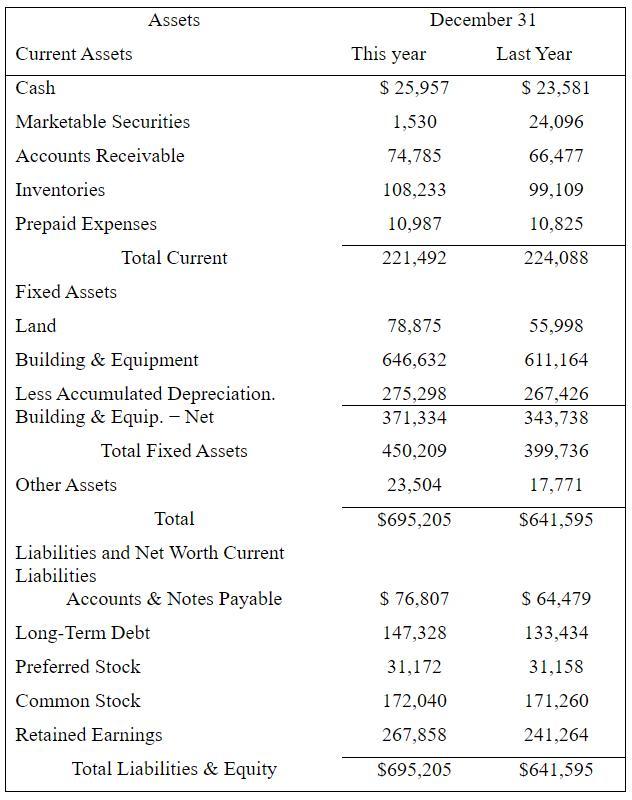 Assets December 31
Current Assets This year Last Year
Cash $ 25,957 $ 23,581
Marketable Securities 1,530 24,096
Accounts Receivable 74,785 66,477
Inventories 108,233 99,109
Prepaid Expenses 10,987 10,825
Total Current 221,492 224,088
Fixed Assets
Land 78,875 55,998
Building & Equipment 646,632 611,164
Less Accumulated Depreciation. 275,298 267,426
Building & Equip. − Net 371,334 343,738
Total Fixed Assets 450,209 399,736
Other Assets 23,504 17,771
Total $695,205 $641,595
Liabilities and Net Worth Current
Liabilities
Accounts & Notes Payable $ 76,807 $ 64,479
Long-Term Debt 147,328 133,434
Preferred Stock 31,172 31,158
Common Stock 172,040 171,260
Retained Earnings 267,858 241,264
Total Liabilities & Equity $695,205 $641,595